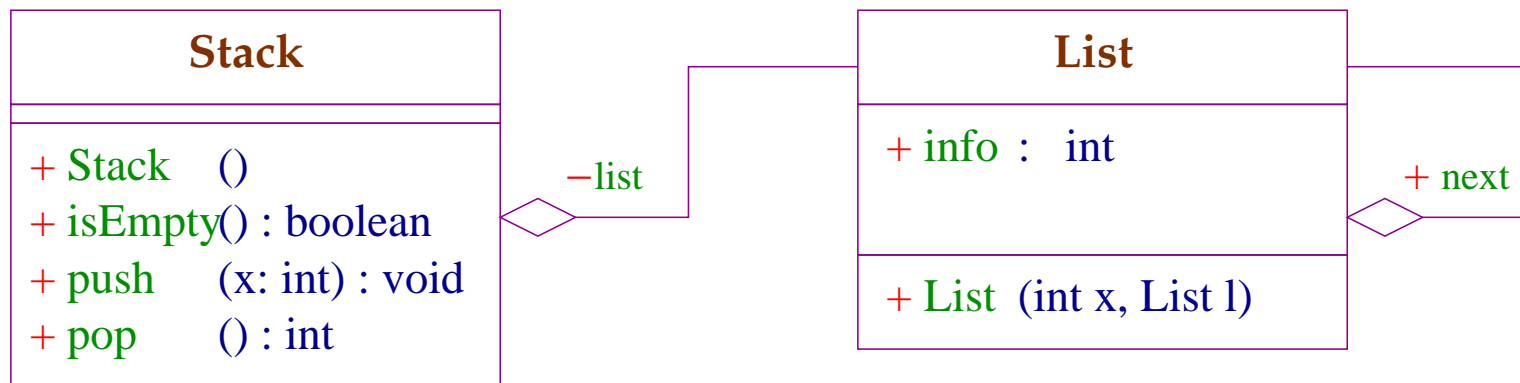 Stack
+ Stack ()
+ isEmpty() : boolean
+ push (x: int) : void
+ pop () : int
−list
List
+ info : int
+ next
+ List (int x, List l)